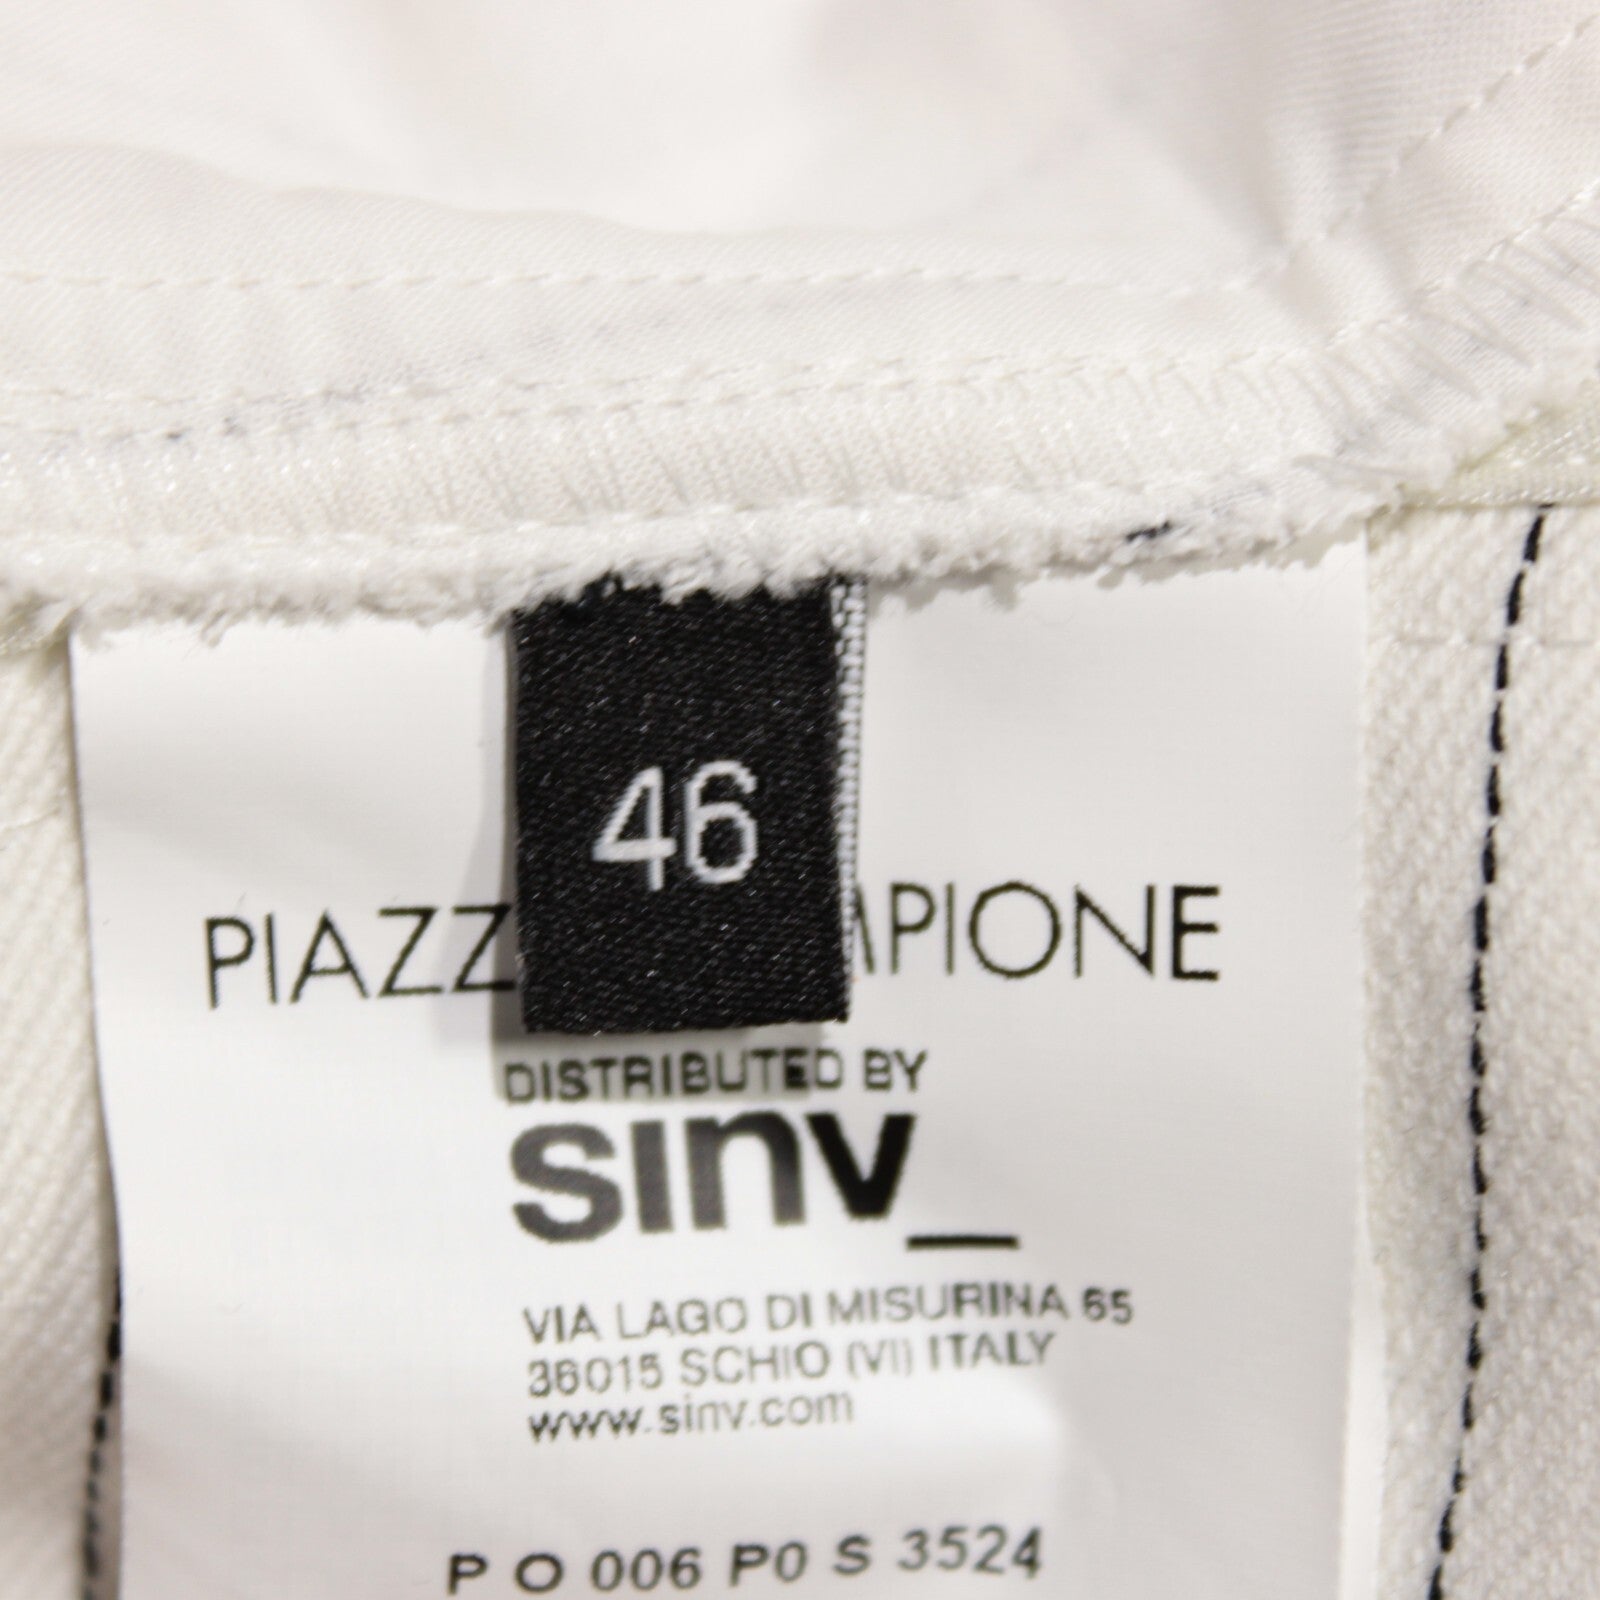 46
PIAZZ MPIONE
DISTRIBUTED BY
sinv_
VIA LAGO DI MISURINA 65
36015 SCHIO (VI) ITALY
www.sinv.com
P O 006 P0 S 3524